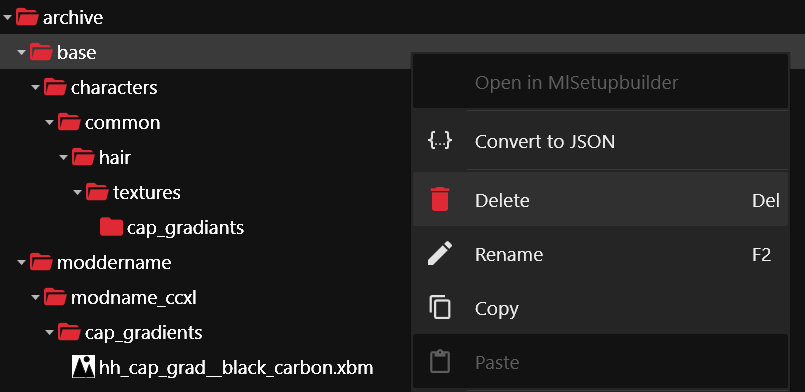 archive
base
characters
common
hair
textures
cap_gradiants
moddername
modname_ccxl
cap_gradients
hh_cap_grad__black_carbon.xbm
Open in MlSetupbuilder
Convert to JSON
Delete Del
Rename F2
Copy
Paste